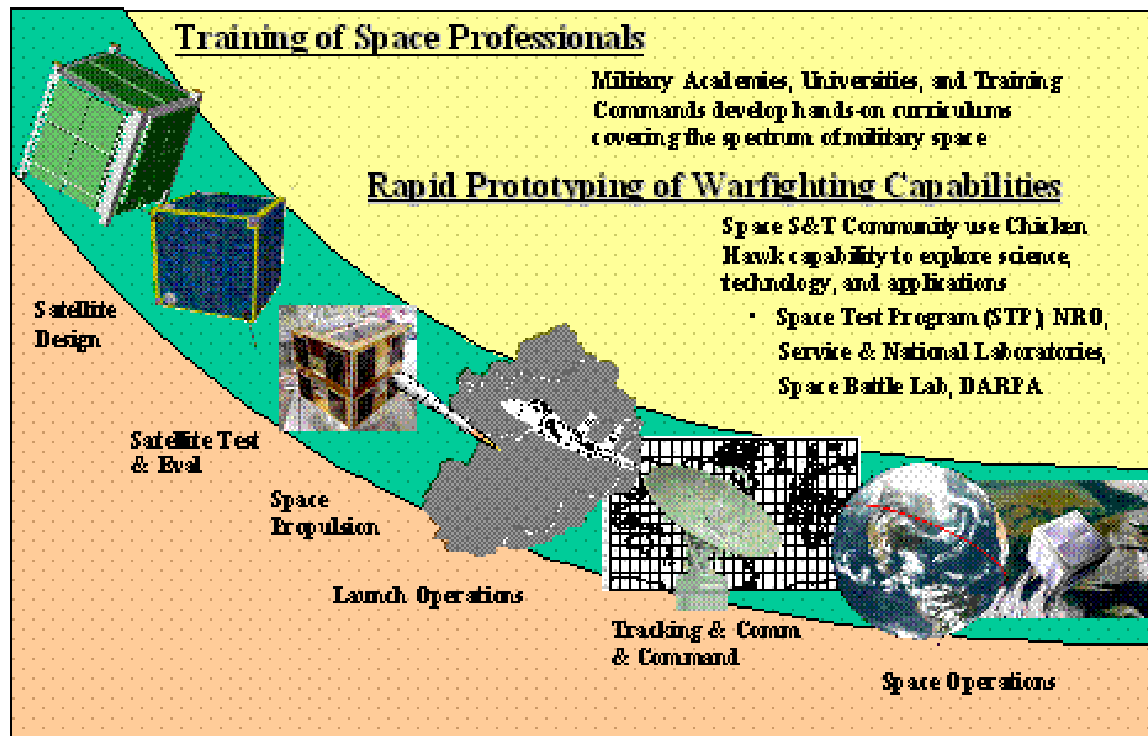 Training of Space Professionals
Military Academies, Universities, and Training
Commands develop hands-on curriculums
covering the spectrum of military space
Rapid Prototyping of Warfighting Capabilities
Space S&T Community use Chicken
Hawk capability to explore science,
technology, and applications
• Space Test Program (STP) NRO,
Service & National Laboratories,
Space Battle Lab, DARPA
Satellite
Design
Satellite Test
& Eval
Space
Propulsion
Launch Operations
Tracking & Comm
& Command
Space Operations